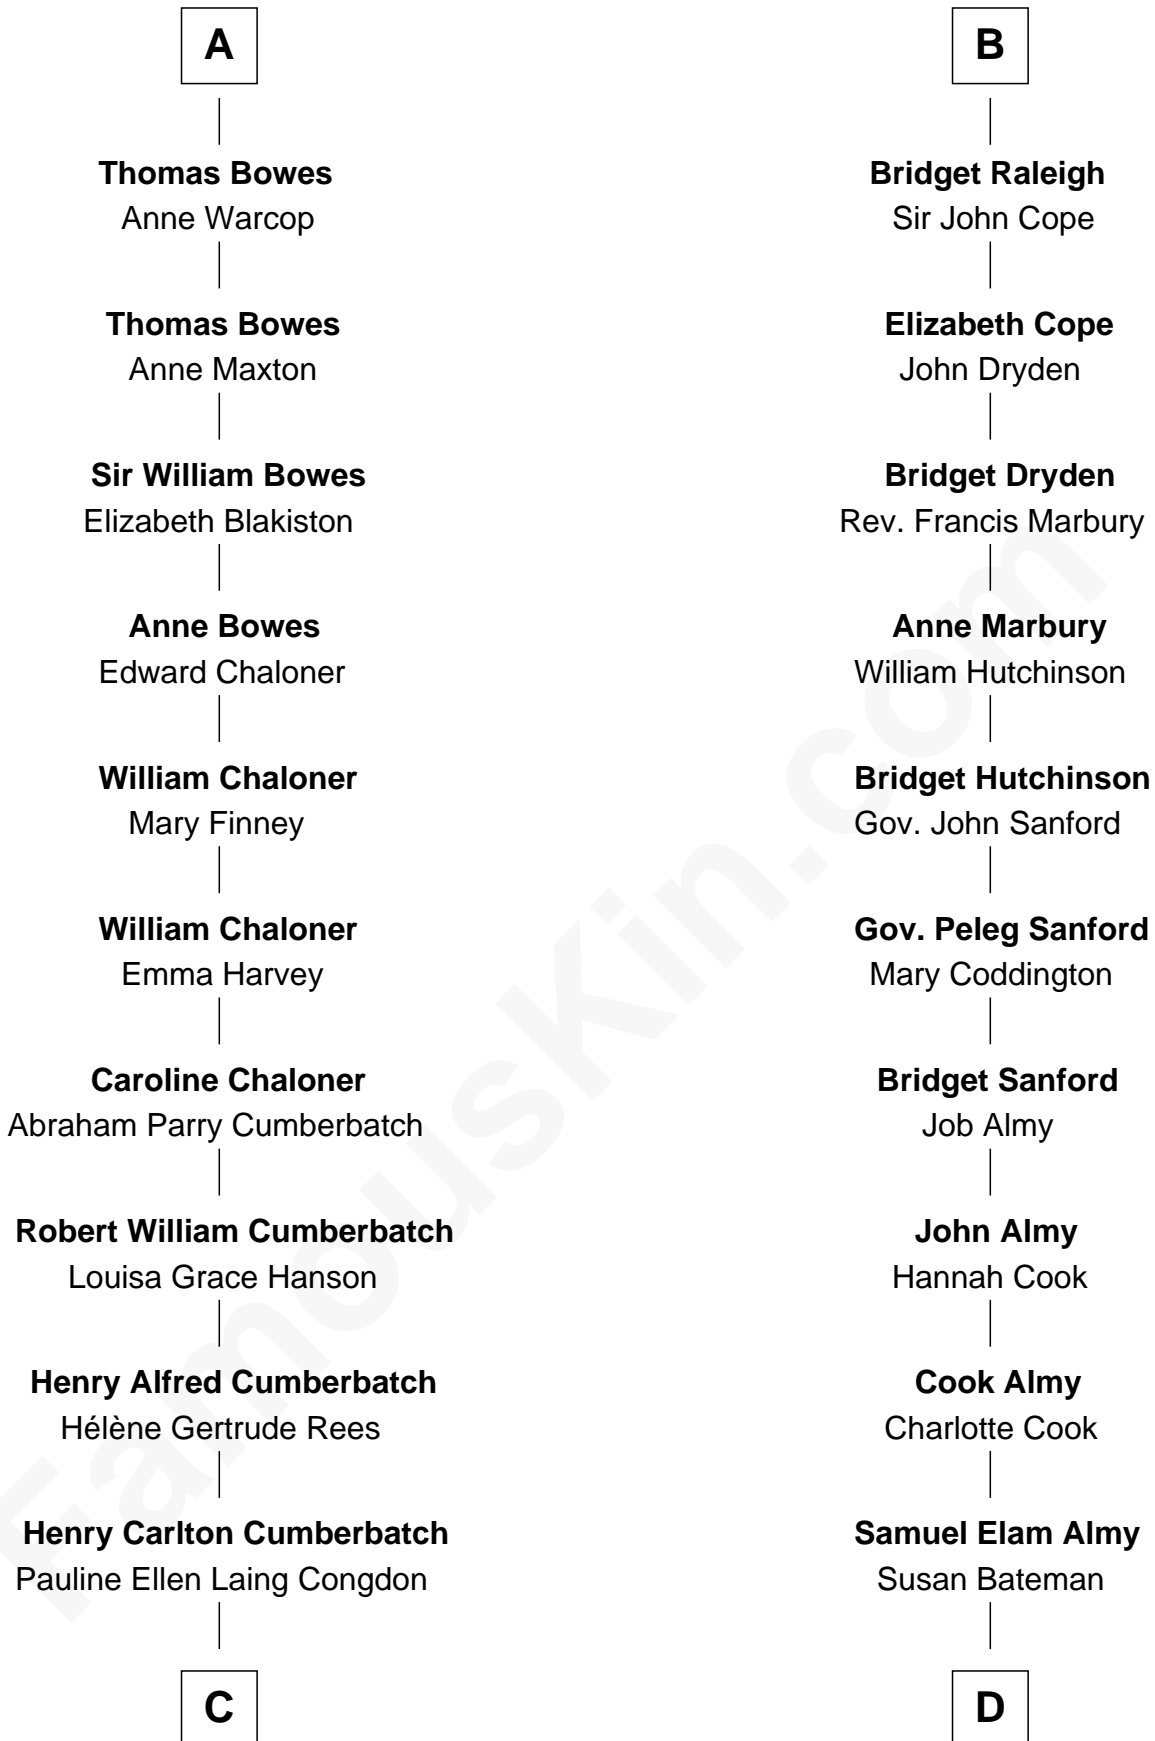 A
Thomas Bowes
Anne Warcop
Thomas Bowes
Anne Maxton
Sir William Bowes
Elizabeth Blakiston
Anne Bowes
Edward Chaloner
William Chaloner
Mary Finney
William Chaloner
Emma Harvey
Caroline Chaloner
Abraham Parry Cumberbatch
Robert William Cumberbatch
Louisa Grace Hanson
Henry Alfred Cumberbatch
Hélène Gertrude Rees
Henry Carlton Cumberbatch
Pauline Ellen Laing Congdon
C
B
Bridget Raleigh
Sir John Cope
Elizabeth Cope
John Dryden
Bridget Dryden
Rev. Francis Marbury
Anne Marbury
William Hutchinson
Bridget Hutchinson
Gov. John Sanford
Gov. Peleg Sanford
Mary Coddington
Bridget Sanford
Job Almy
John Almy
Hannah Cook
Cook Almy
Charlotte Cook
Samuel Elam Almy
Susan Bateman
D
FamousKin.com